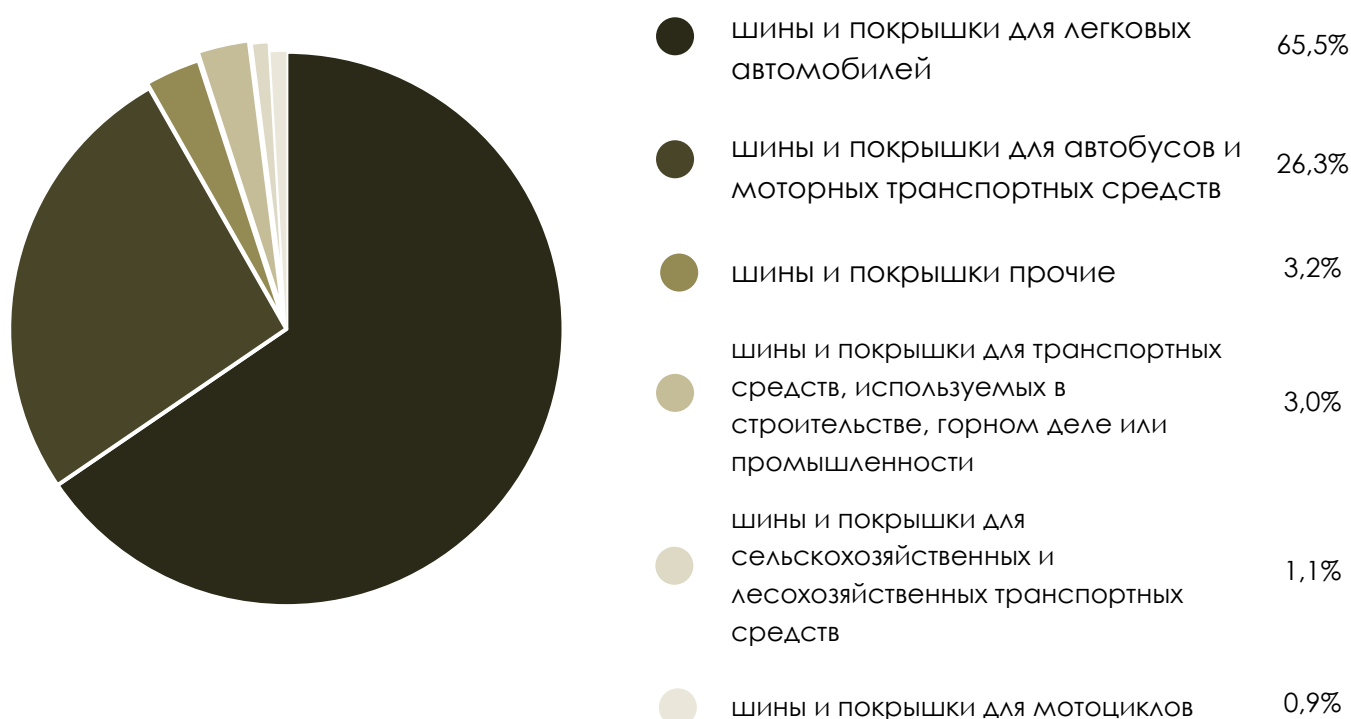 шины и покрышки для легковых
автомобилей
65,5%
шины и покрышки для автобусов и
моторных транспортных средств
26,3%
шины и покрышки прочие
3,2%
шины и покрышки для транспортных
средств, используемых в
строительстве, горном деле или
промышленности
3,0%
шины и покрышки для
сельскохозяйственных и
лесохозяйственных транспортных
средств
1,1%
шины и покрышки для мотоциклов
0,9%